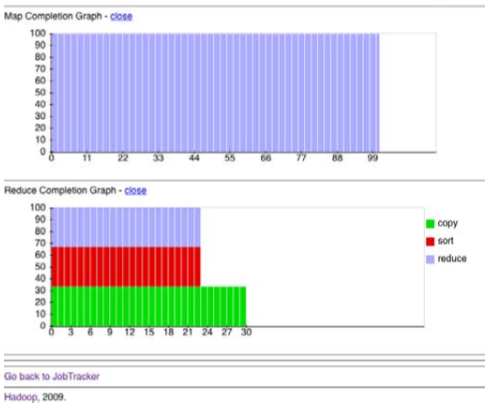 Map Completion Graph - close
100
90
80
70
60
50
40
30
20
10
0
0 11 22 33 44 55 66 77 88 99
Reduce Completion Graph - close
100
90
80
70
60
50
40
30
20
10
0
0 3 6 9 12 15 18 21 24 27 30
copy
sort
reduce
Go back to JobTracker
Hadoop, 2009.